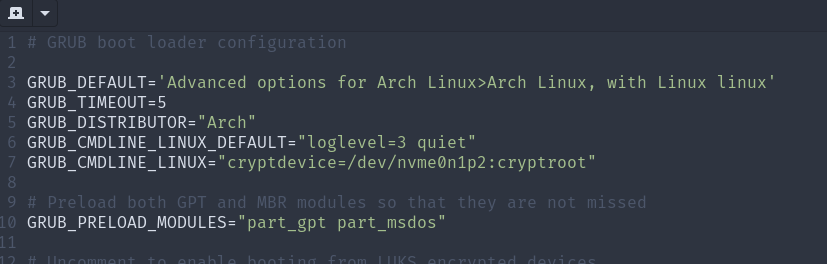 1 # GRUB boot loader configuration
2
3 GRUB_DEFAULT='Advanced options for Arch Linux>Arch Linux, with Linux linux'
4 GRUB_TIMEOUT=5
5 GRUB_DISTRIBUTOR="Arch"
6 GRUB_CMDLINE_LINUX_DEFAULT="loglevel=3 quiet"
7 GRUB_CMDLINE_LINUX="cryptdevice=/dev/nvme0n1p2:cryptroot"
8
9 # Preload both GPT and MBR modules so that they are not missed
10 GRUB_PRELOAD_MODULES="part_gpt part_msdos"
11
12 # Uncomment to enable booting from LUKS encrypted devices